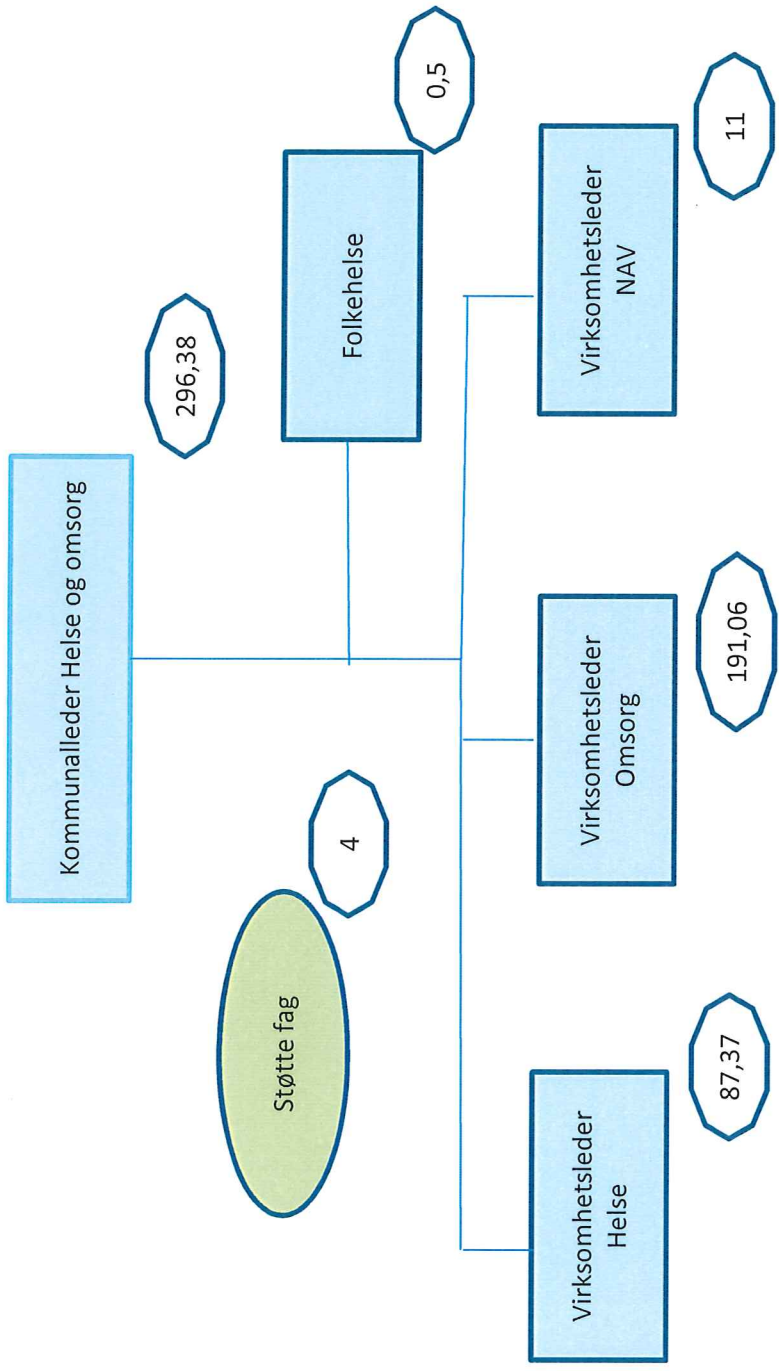 Kommunalleder Helse og omsorg
296,38
Støtte fag
4
Folkehelse
0,5
Virksomhetsleder
Helse
87,37
Virksomhetsleder
Omsorg
191,06
Virksomhetsleder
NAV
11